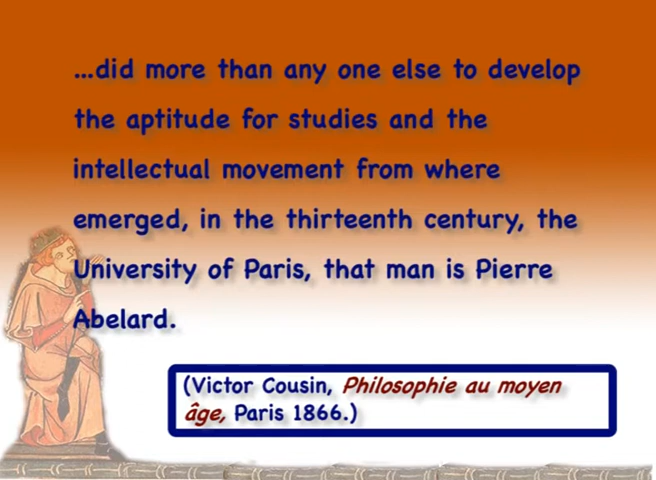 ...did more than any one else to develop
the aptitude for studies and the
intellectual movement from where
emerged, in the thirteenth century, the
University of Paris, that man is Pierre
Abelard.
(Victor Cousin, Philosophie au moyen
âge, Paris 1866.)